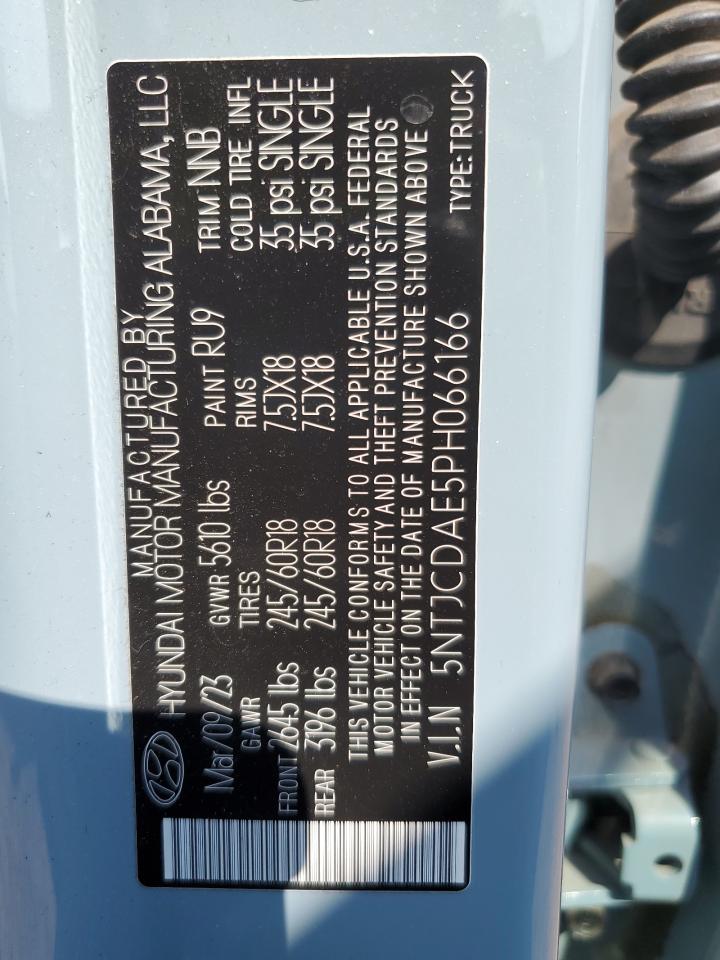 MANUFACTURED BY
HYUNDAI MOTOR MANUFACTURING ALABAMA, LLC
Mar/09/23 GVWR 5610 lbs PAINT RU9 TRIM NNB
GAWR TIRES RIMS COLD TIRE INFL
FRONT 2645 lbs 245/60R18 7.5JX18 35 psi SINGLE
REAR 3196 lbs 245/60R18 7.5JX18 35 psi SINGLE
THIS VEHICLE CONFORMS TO ALL APPLICABLE U.S.A. FEDERAL
MOTOR VEHICLE SAFETY AND THEFT PREVENTION STANDARDS
IN EFFECT ON THE DATE OF MANUFACTURE SHOWN ABOVE
V.I.N 5NTJCDAE5PH066166 TYPE:TRUCK